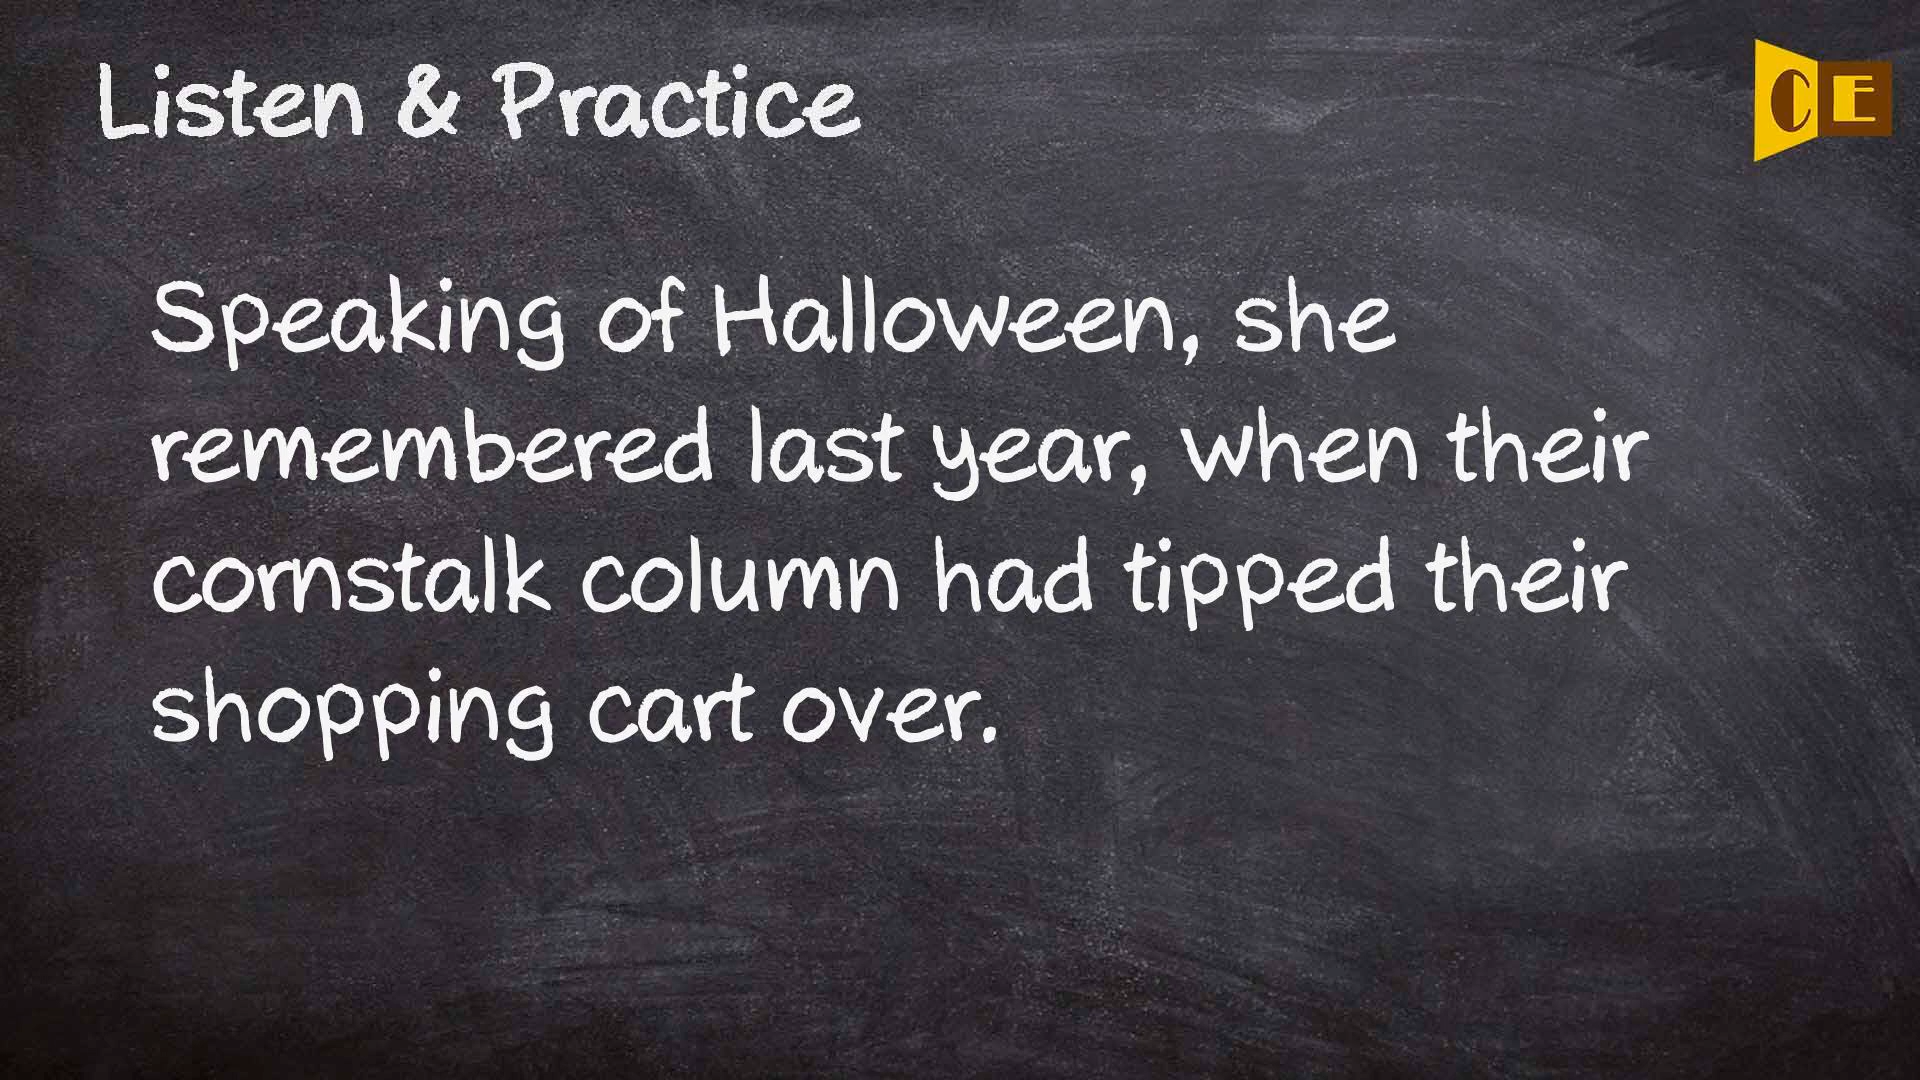 Listen & Practice
CE
Speaking of Halloween, she
remembered last year, when their
cornstalk column had tipped their
shopping cart over.